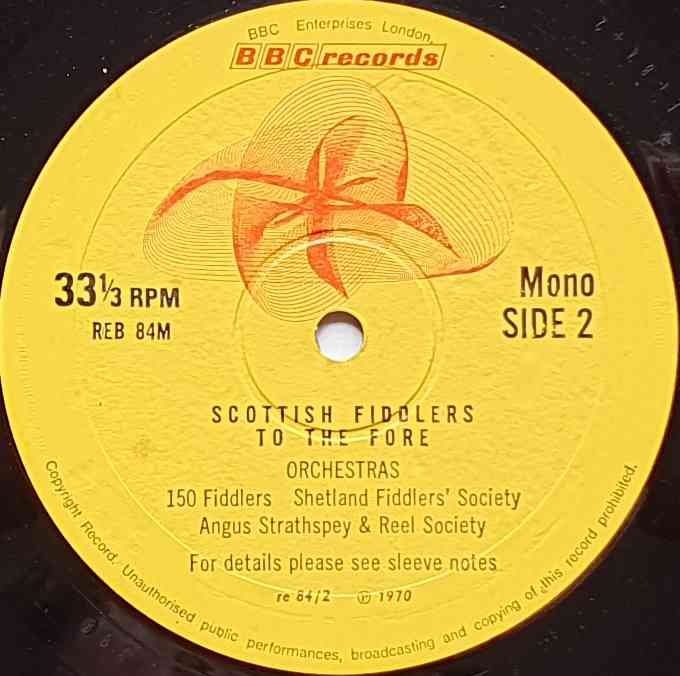 BBC Enterprises London,
BBC records
33⅓ RPM
REB 84M
Mono
SIDE 2
SCOTTISH FIDDLERS
TO THE FORE
ORCHESTRAS
150 Fiddlers Shetland Fiddlers' Society
Angus Strathspey & Reel Society
For details please see sleeve notes
re 84/2 Ⓟ 1970
Copyright Record. Unauthorised public performances, broadcasting and copying of this record prohibited.